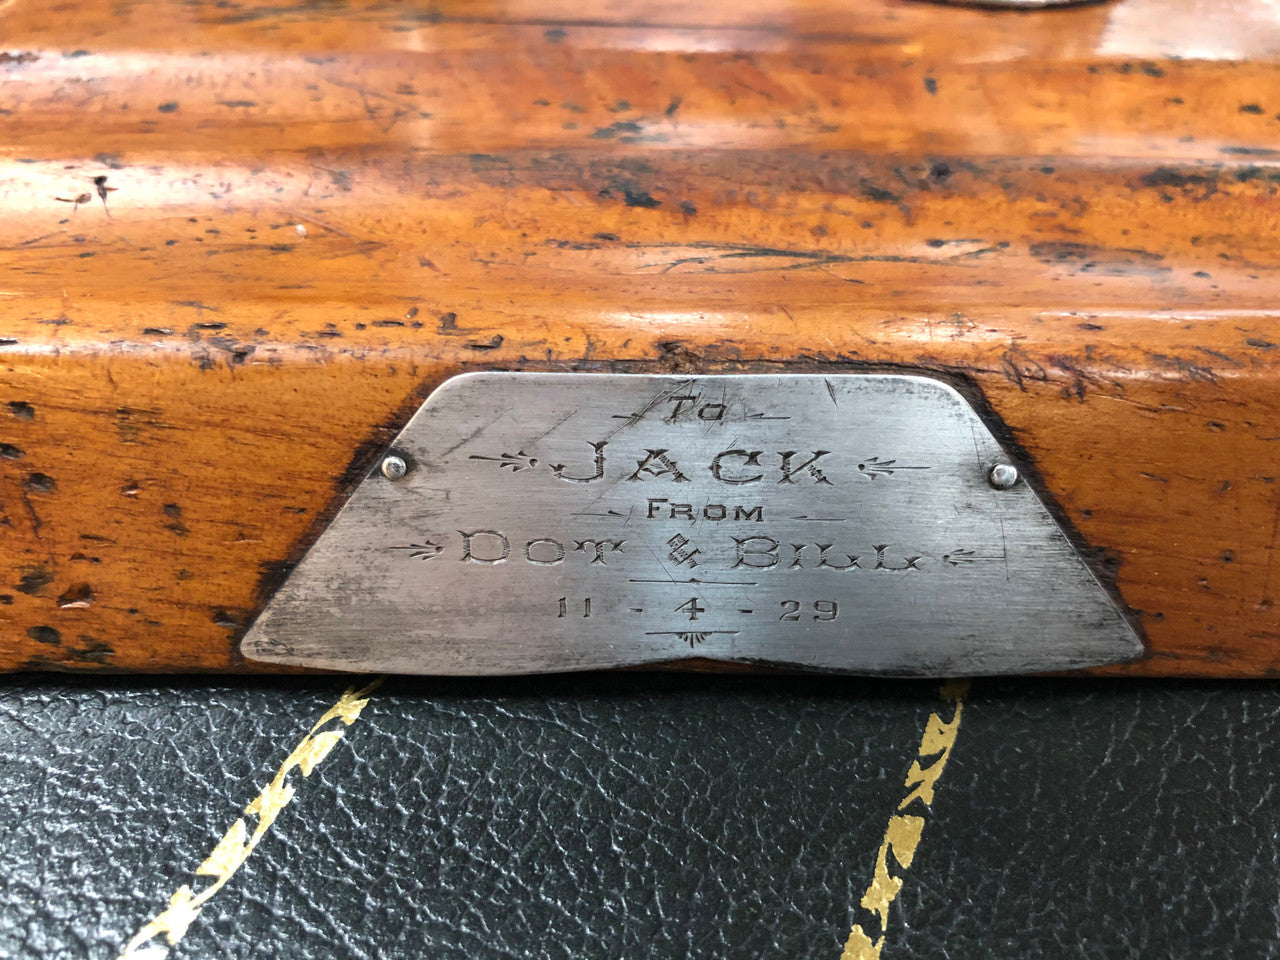 To
JACK
FROM
DOT & BILL
11 - 4 - 29